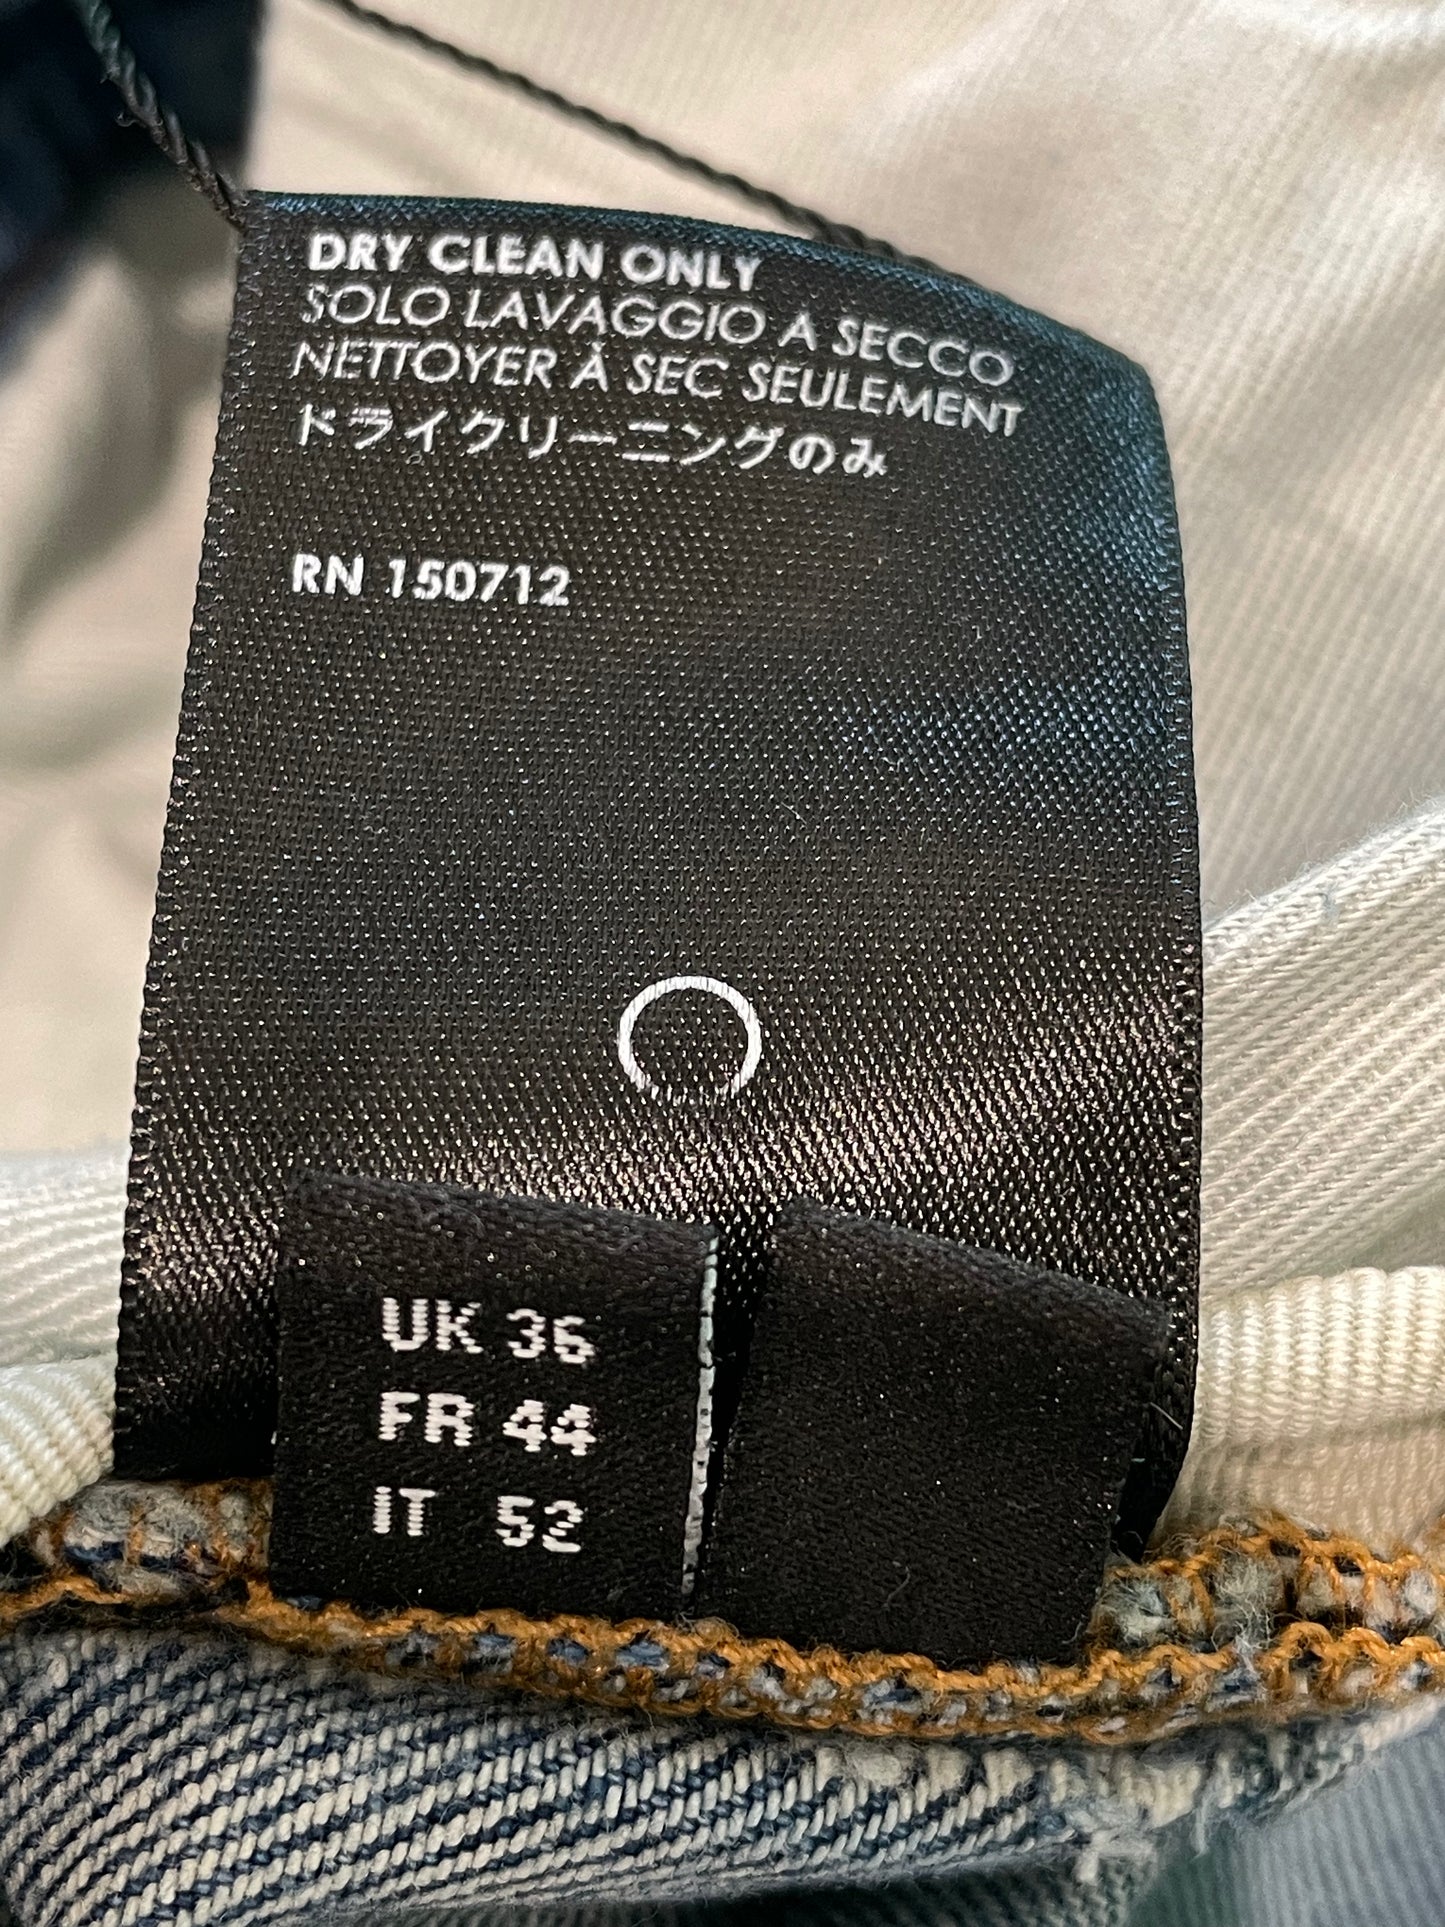 DRY CLEAN ONLY
SOLO LAVAGGIO A SECCO
NETTOYER À SEC SEULEMENT
ドライクリーニングのみ
RN 150712
UK 36
FR 44
IT 52